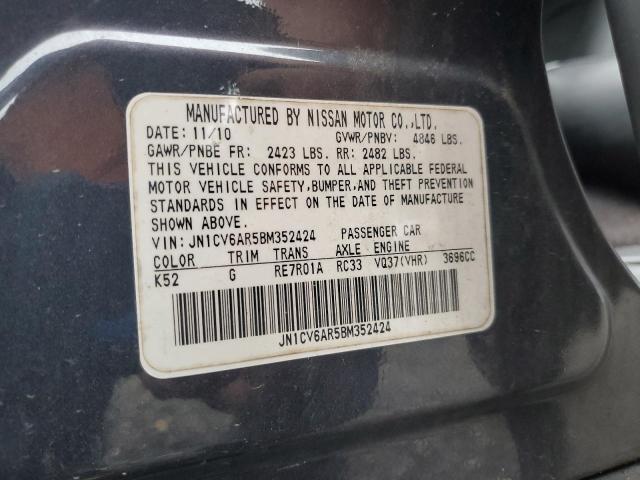 MANUFACTURED BY NISSAN MOTOR CO.,LTD.
DATE: 11/10 GVWR/PNBV: 4846 LBS.
GAWR/PNBE FR: 2423 LBS. RR: 2482 LBS.
THIS VEHICLE CONFORMS TO ALL APPLICABLE FEDERAL
MOTOR VEHICLE SAFETY,BUMPER,AND THEFT PREVENTION
STANDARDS IN EFFECT ON THE DATE OF MANUFACTURE
SHOWN ABOVE.
VIN:JN1CV6AR5BM352424 PASSENGER CAR
COLOR TRIM TRANS AXLE ENGINE
K52 G RE7R01A RC33 VQ37(VHR) 3696CC
JN1CV6AR5BM352424